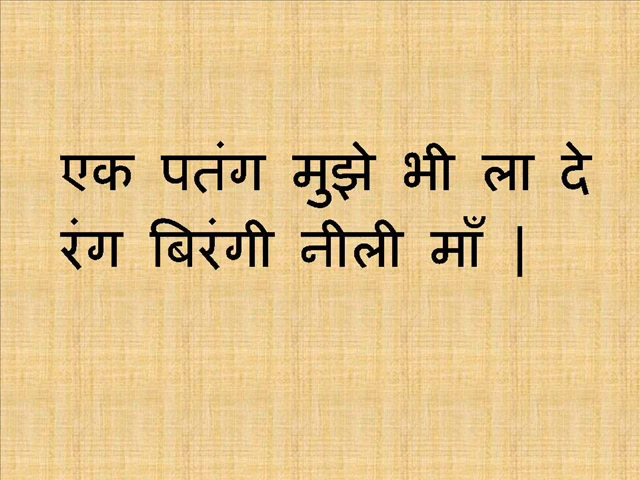 एक पतंग मुझे भी ला दे
रंग बिरंगी नीली माँ |